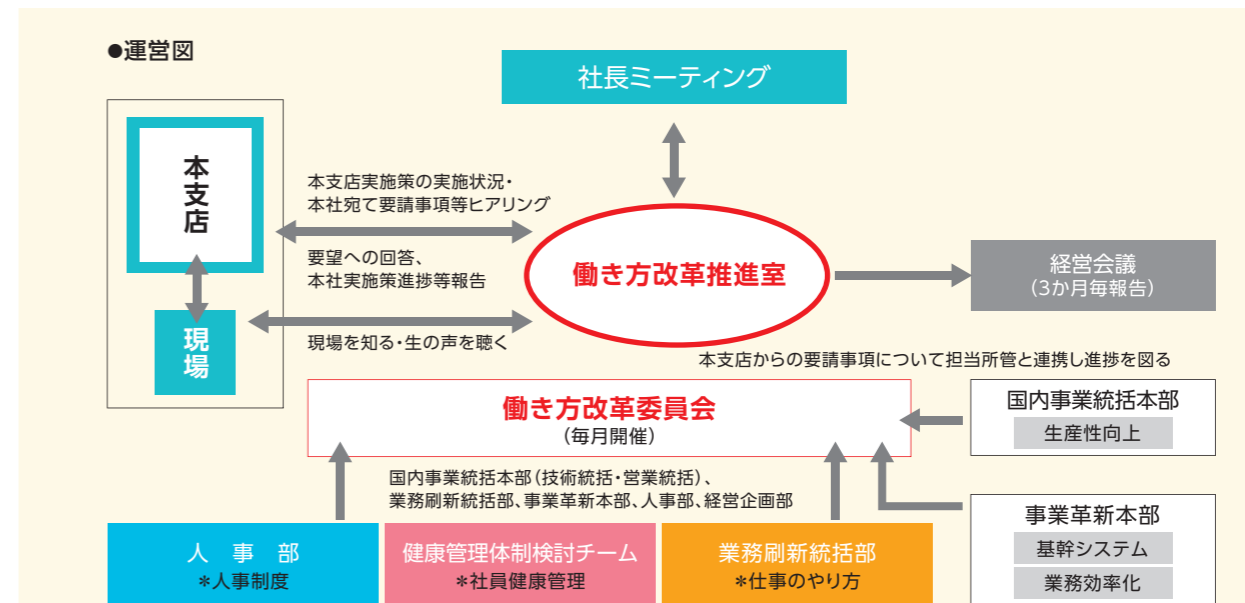 ●運営図
社長ミーティング
本支店
本支店実施策の実施状況・
本社宛て要請事項等ヒアリング
要望への回答、
本社実施策進捗等報告
働き方改革推進室
経営会議
(3か月毎報告)
現場
現場を知る・生の声を聴く
本支店からの要請事項について担当所管と連携し進捗を図る
働き方改革委員会
(毎月開催)
国内事業統括本部
生産性向上
国内事業統括本部(技術統括・営業統括)、
業務刷新統括部、事業革新本部、人事部、経営企画部
人 事 部
*人事制度
健康管理体制検討チーム
*社員健康管理
業務刷新統括部
*仕事のやり方
事業革新本部
基幹システム
業務効率化